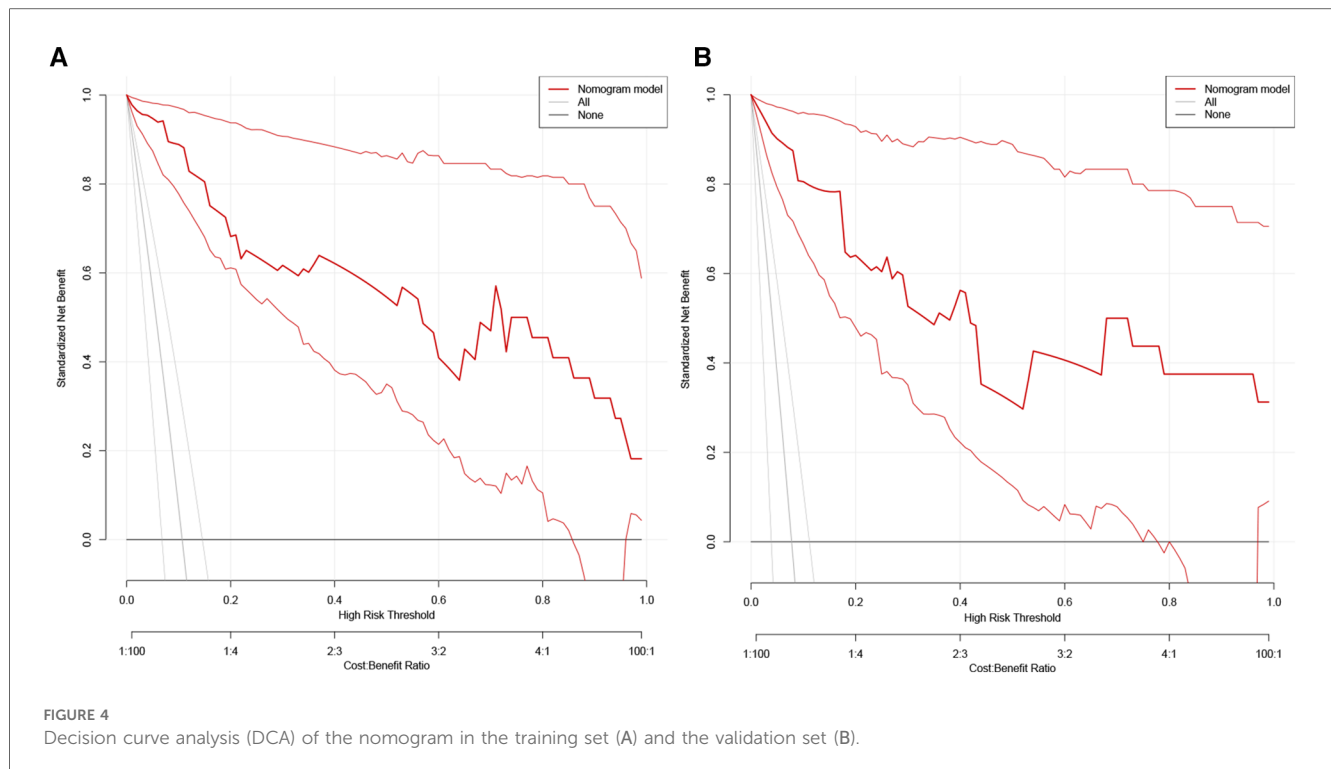 A
Nomogram model
All
None
1.0
0.8
0.6
0.4
0.2
0.0
Standardized Net Benefit
0.0 0.2 0.4 0.6 0.8 1.0
High Risk Threshold
1:100 1:4 2:3 3:2 4:1 100:1
Cost:Benefit Ratio
B
Nomogram model
All
None
1.0
0.8
0.6
0.4
0.2
0.0
Standardized Net Benefit
0.0 0.2 0.4 0.6 0.8 1.0
High Risk Threshold
1:100 1:4 2:3 3:2 4:1 100:1
Cost:Benefit Ratio
FIGURE 4
Decision curve analysis (DCA) of the nomogram in the training set (A) and the validation set (B).